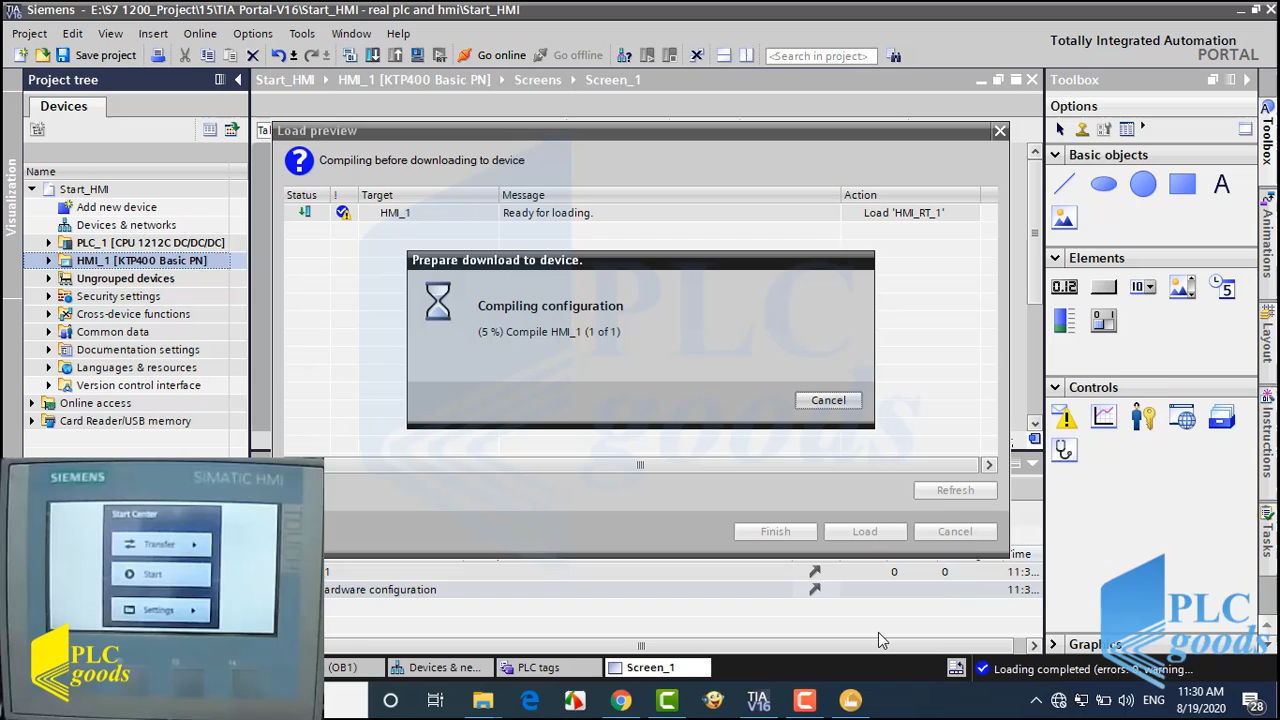 Siemens - E:\S7 1200_Project\15\TIA Portal-V16\Start_HMI - real plc and hmi\Start_HMI
Project Edit View Insert Online Options Tools Window Help
Totally Integrated Automation
PORTAL
Save project
Go online
Go offline
<Search in project>
Project tree
Start_HMI
HMI_1 [KTP400 Basic PN]
Screens
Screen_1
Toolbox
Devices
Options
Visualization
Name
Start_HMI
Add new device
Devices & networks
PLC_1 [CPU 1212C DC/DC/DC]
HMI_1 [KTP400 Basic PN]
Ungrouped devices
Security settings
Cross-device functions
Common data
Documentation settings
Languages & resources
Version control interface
Online access
Card Reader/USB memory
Load preview
Compiling before downloading to device
Status ! Target Message Action
HMI_1 Ready for loading. Load 'HMI_RT_1'
Prepare download to device.
Compiling configuration
(5 %) Compile HMI_1 (1 of 1)
Cancel
Refresh
Finish
Load
Cancel
1 0 0 11:3...
ardware configuration 11:3...
Basic objects
Elements
Controls
Graphics
Toolbox
Animations
Layout
Instructions
Tasks
SIEMENS
SIMATIC HMI
Start Center
Transfer
Start
Settings
PLC
goods
PLC
goods
PLC
goods
(OB1)
Devices & ne...
PLC tags
Screen_1
Loading completed (errors: 0, warning...
ENG
11:30 AM
8/19/2020
28